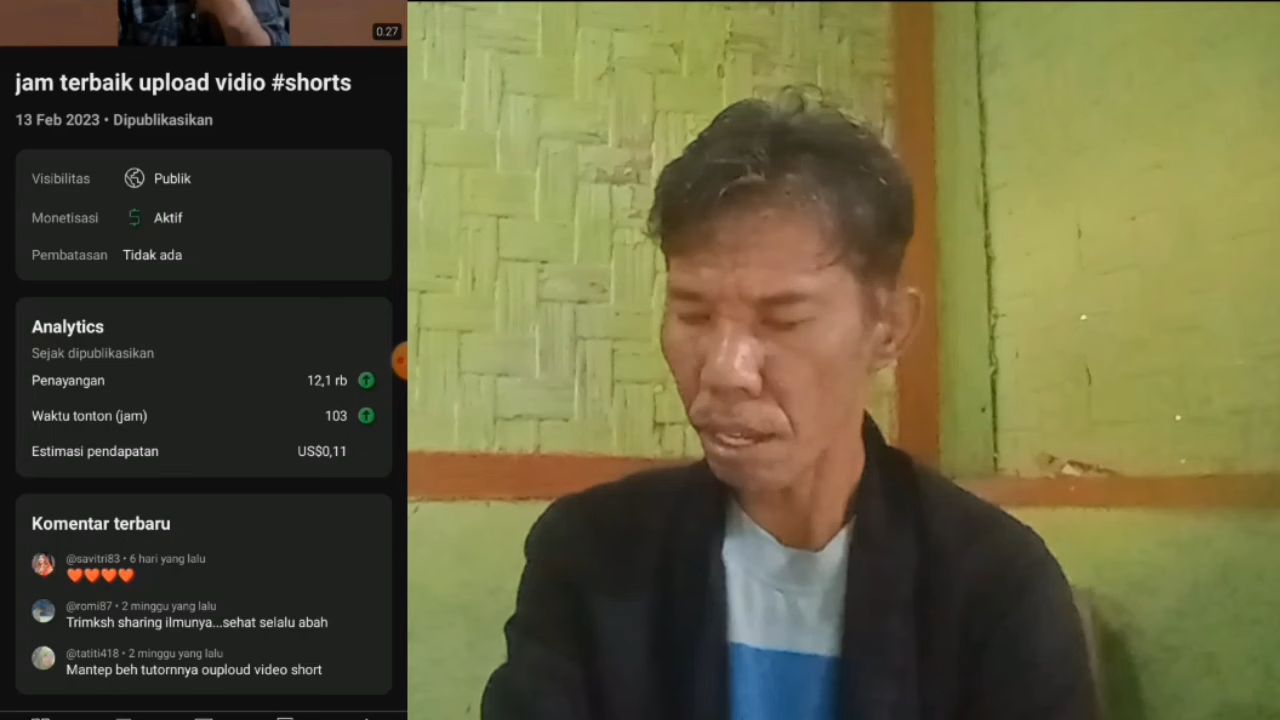 0.27
jam terbaik upload vidio #shorts
13 Feb 2023 • Dipublikasikan
Visibilitas Publik
Monetisasi Aktif
Pembatasan Tidak ada
Analytics
Sejak dipublikasikan
Penayangan 12,1 rb
Waktu tonton (jam) 103
Estimasi pendapatan US$0,11
Komentar terbaru
@savitri83 • 6 hari yang lalu
❤️❤️❤️❤️
@romi87 • 2 minggu yang lalu
Trimksh sharing ilmunya...sehat selalu abah
@tatiti418 • 2 minggu yang lalu
Mantep beh tutornnya ouploud video short